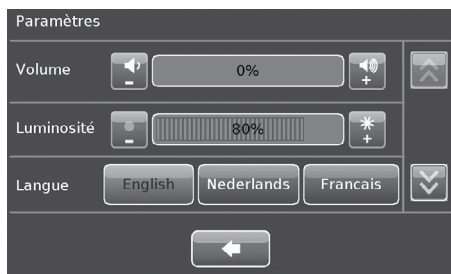 Paramètres
Volume - 0% +
Luminosité - 80% +
Langue English Nederlands Francais